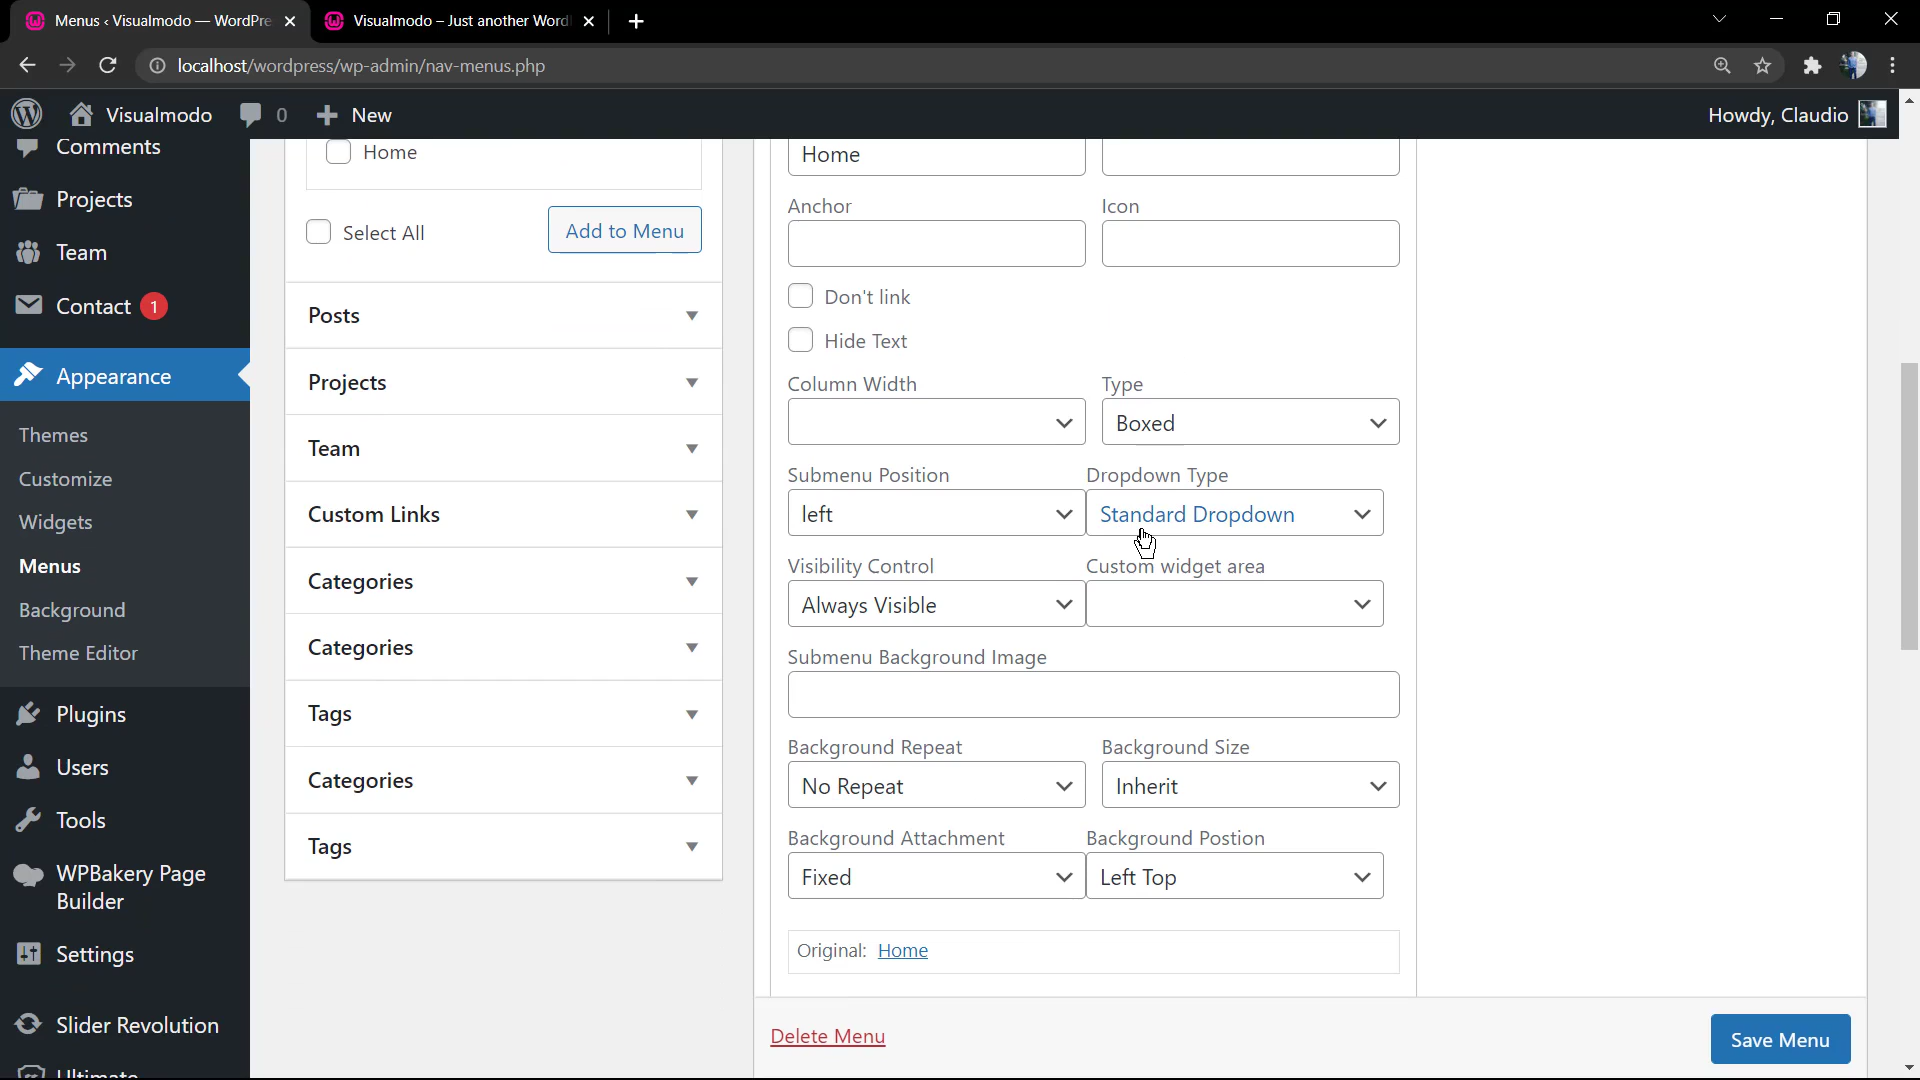 Menus ‹ Visualmodo — WordPre
Visualmodo – Just another Word
localhost/wordpress/wp-admin/nav-menus.php
Visualmodo 0 New
Howdy, Claudio
Comments
Projects
Team
Contact 1
Appearance
Themes
Customize
Widgets
Menus
Background
Theme Editor
Plugins
Users
Tools
WPBakery Page
Builder
Settings
Slider Revolution
Ultimate
Home
Select All
Add to Menu
Posts
Projects
Team
Custom Links
Categories
Categories
Tags
Categories
Tags
Home
Anchor Icon
Don't link
Hide Text
Column Width Type
Boxed
Submenu Position Dropdown Type
left Standard Dropdown
Visibility Control Custom widget area
Always Visible
Submenu Background Image
Background Repeat Background Size
No Repeat Inherit
Background Attachment Background Postion
Fixed Left Top
Original: Home
Delete Menu
Save Menu